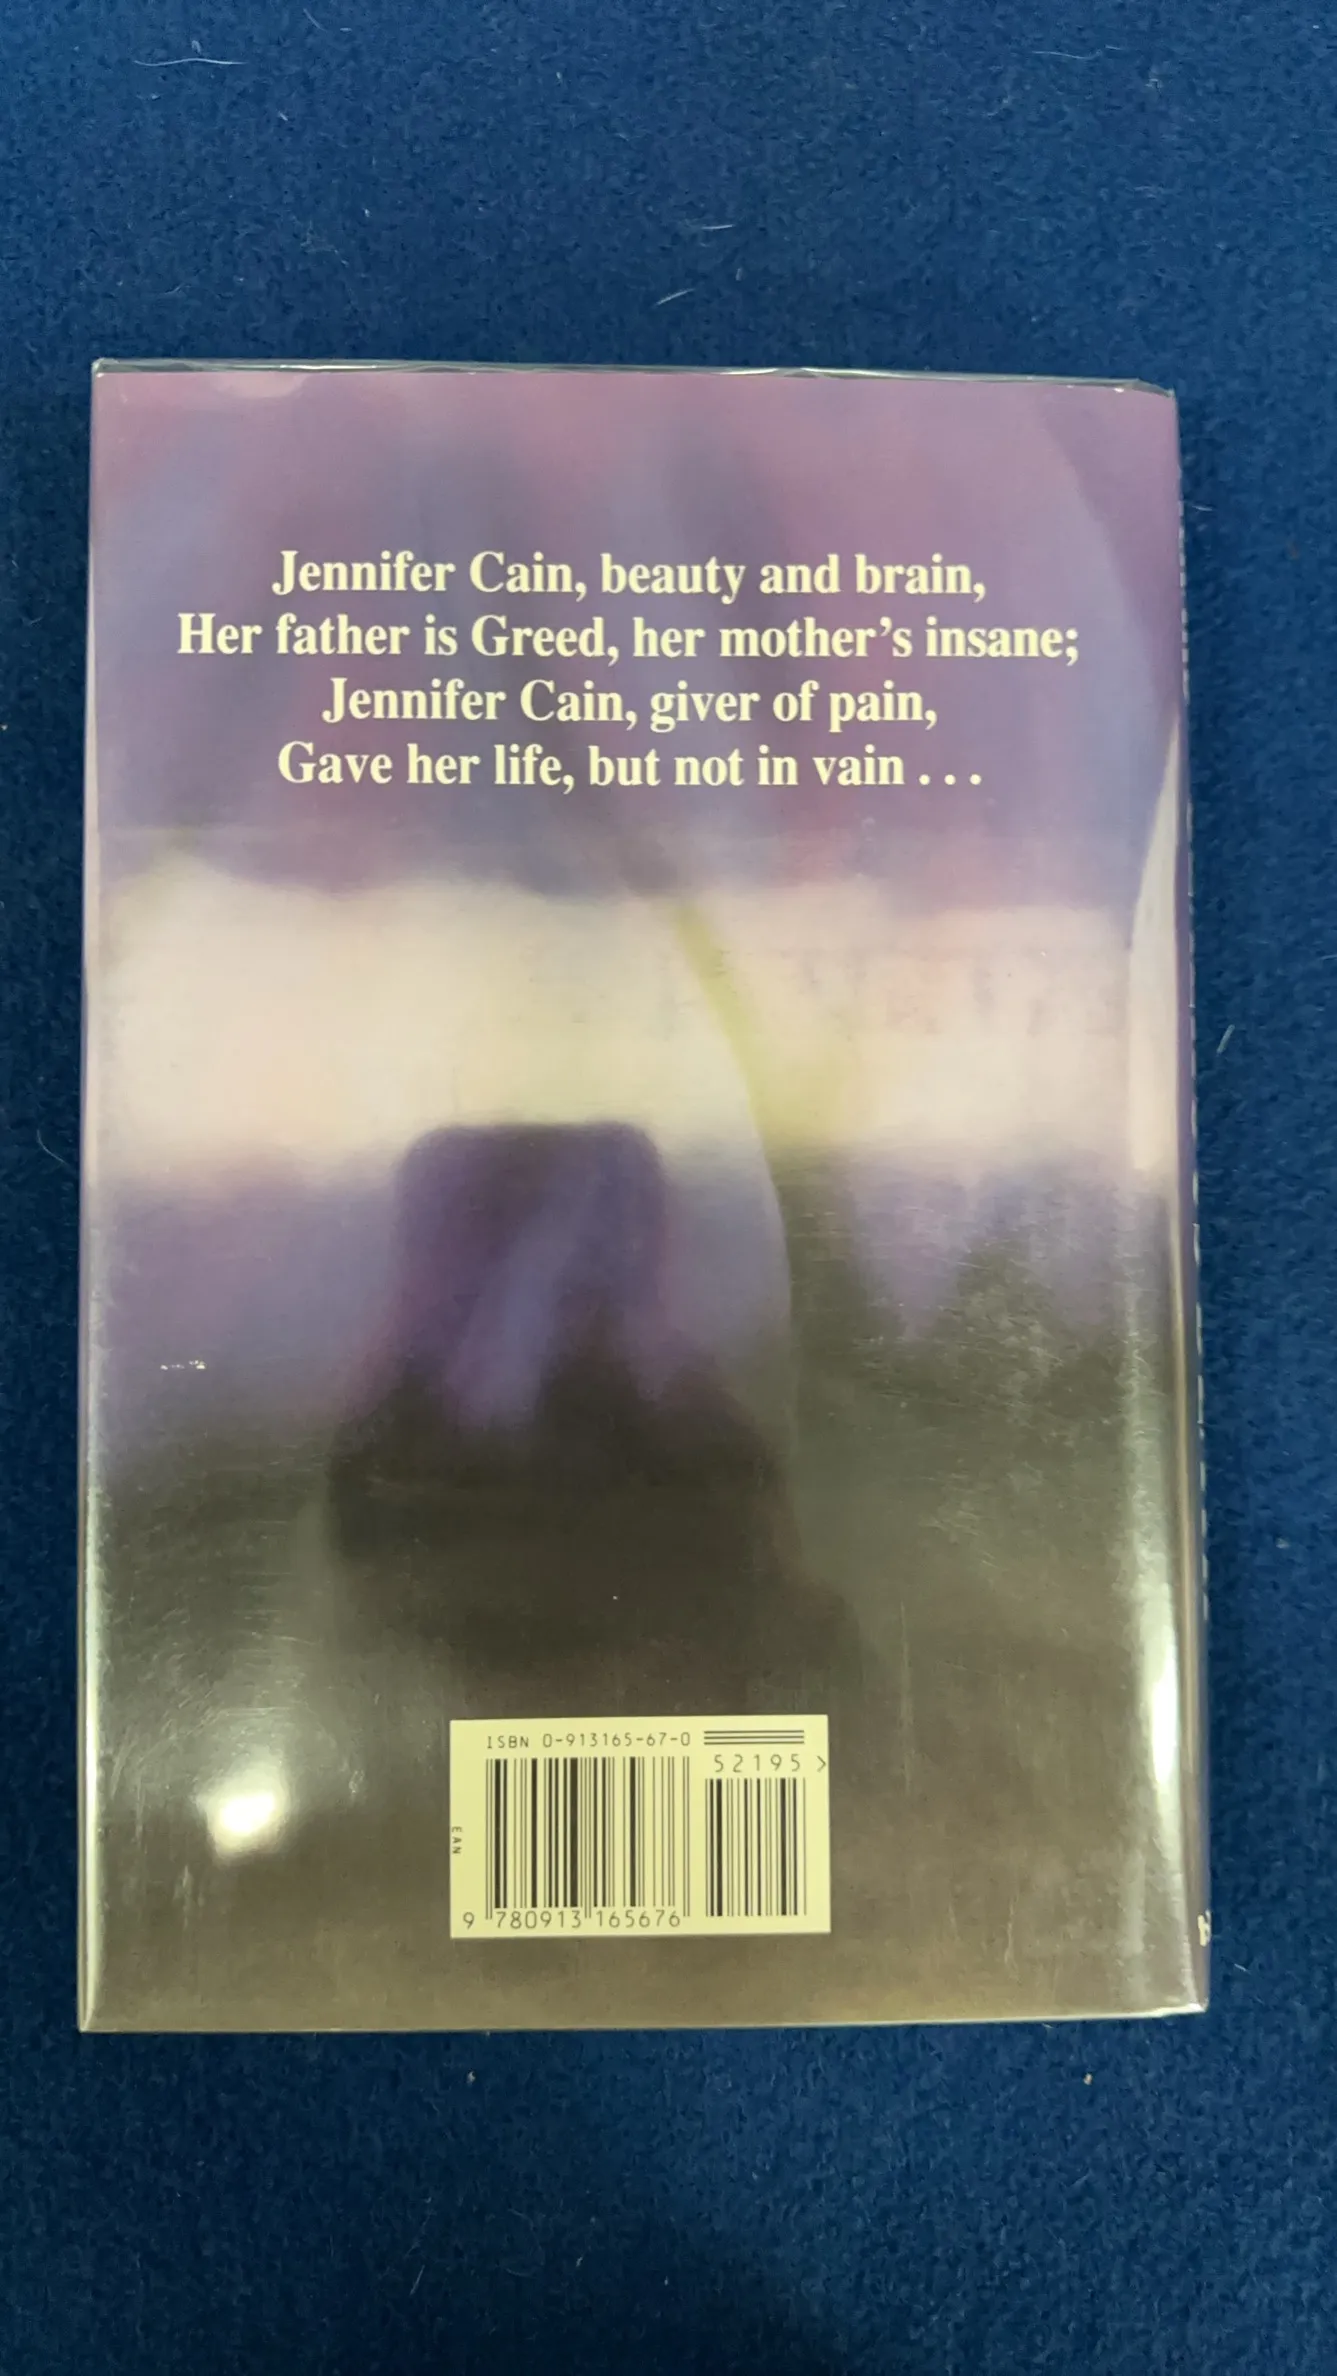 Jennifer Cain, beauty and brain,
Her father is Greed, her mother's insane;
Jennifer Cain, giver of pain,
Gave her life, but not in vain . . .
ISBN 0-913165-67-0
52195 >
EAN
9 780913 165676